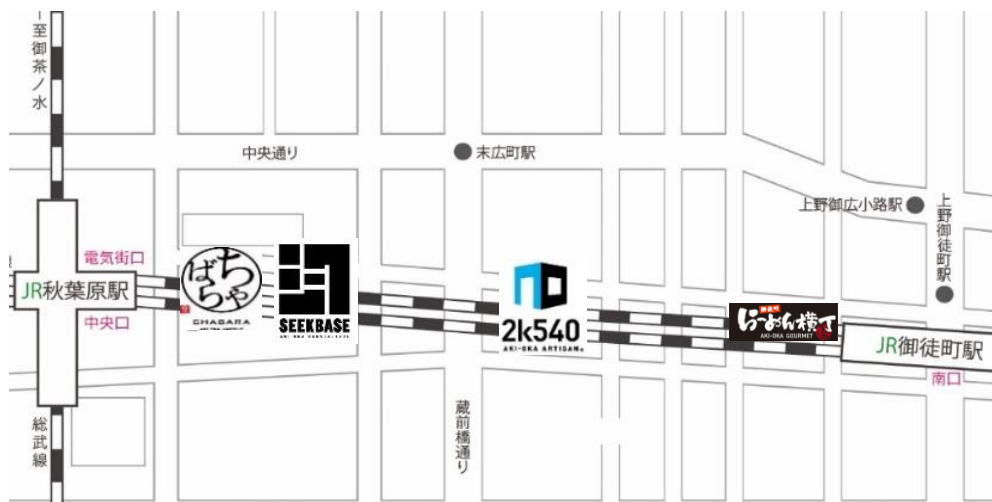 至御茶ノ水
中央通り
末広町駅
上野御広小路駅
上野御徒町駅
電気街口
JR秋葉原駅
中央口
ちゃばら
CHABARA
SEEKBASE
2k540
AKI-OKA ARTISAN
らーめん横丁
AKI-OKA GOURMET
JR御徒町駅
南口
蔵前橋通り
総武線